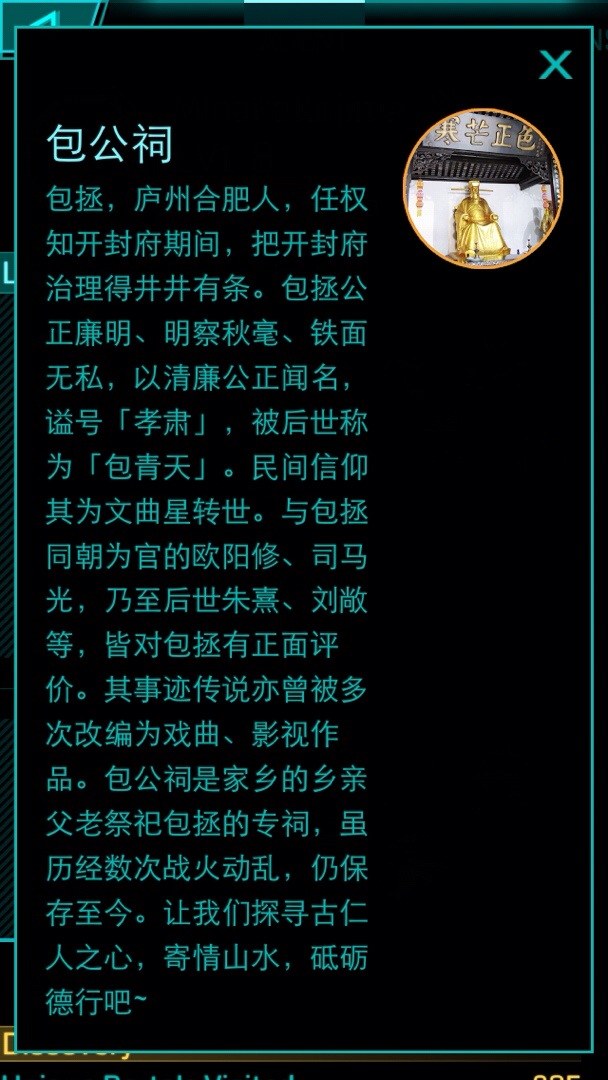 包公祠
包拯，庐州合肥人，任权
知开封府期间，把开封府
治理得井井有条。包拯公
正廉明、明察秋毫、铁面
无私，以清廉公正闻名，
谥号「孝肃」，被后世称
为「包青天」。民间信仰
其为文曲星转世。与包拯
同朝为官的欧阳修、司马
光，乃至后世朱熹、刘敞
等，皆对包拯有正面评
价。其事迹传说亦曾被多
次改编为戏曲、影视作
品。包公祠是家乡的乡亲
父老祭祀包拯的专祠，虽
历经数次战火动乱，仍保
存至今。让我们探寻古仁
人之心，寄情山水，砥砺
德行吧~
寒芒正色
Discovery